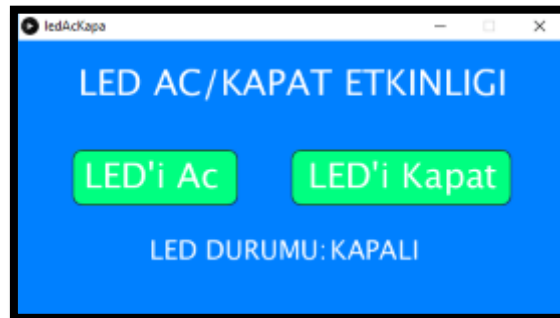 ledAcKapa
LED AC/KAPAT ETKINLIGI
LED'i Ac LED'i Kapat
LED DURUMU: KAPALI